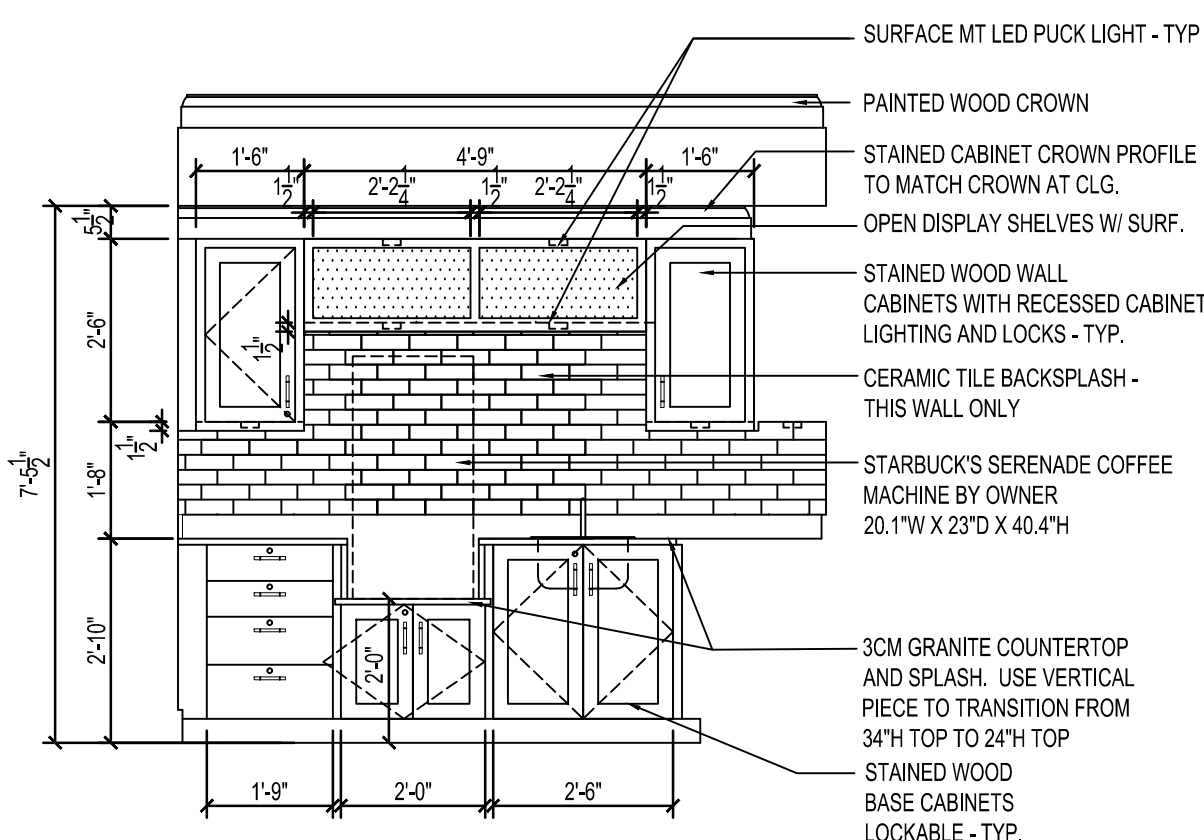 SURFACE MT LED PUCK LIGHT - TYP
PAINTED WOOD CROWN
STAINED CABINET CROWN PROFILE
TO MATCH CROWN AT CLG.
OPEN DISPLAY SHELVES W/ SURF.
STAINED WOOD WALL
CABINETS WITH RECESSED CABINET
LIGHTING AND LOCKS - TYP.
CERAMIC TILE BACKSPLASH -
THIS WALL ONLY
STARBUCK'S SERENADE COFFEE
MACHINE BY OWNER
20.1"W X 23"D X 40.4"H
3CM GRANITE COUNTERTOP
AND SPLASH. USE VERTICAL
PIECE TO TRANSITION FROM
34"H TOP TO 24"H TOP
STAINED WOOD
BASE CABINETS
LOCKABLE - TYP.
1'-6" 4'-9" 1'-6"
1 1/2" 2'-2 1/4" 1 1/2" 2'-2 1/4" 1 1/2"
5 1/2"
2'-6"
1 1/2"
1 1/2"
1'-8"
7'-5 1/2"
2'-10"
2'-0"
1'-9" 2'-0" 2'-6"